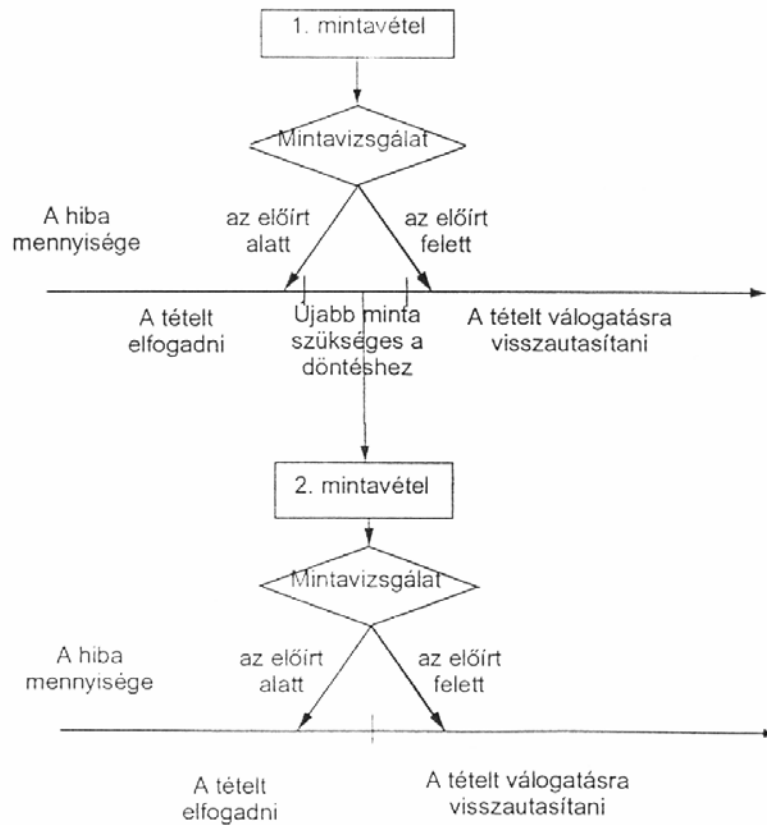 1. mintavétel
Mintavizsgálat
A hiba
mennyisége
az előírt
alatt
az előírt
felett
A tételt
elfogadni
Újabb minta
szükséges a
döntéshez
A tételt válogatásra
visszautasítani
2. mintavétel
Mintavizsgálat
A hiba
mennyisége
az előírt
alatt
az előírt
felett
A tételt
elfogadni
A tételt válogatásra
visszautasítani